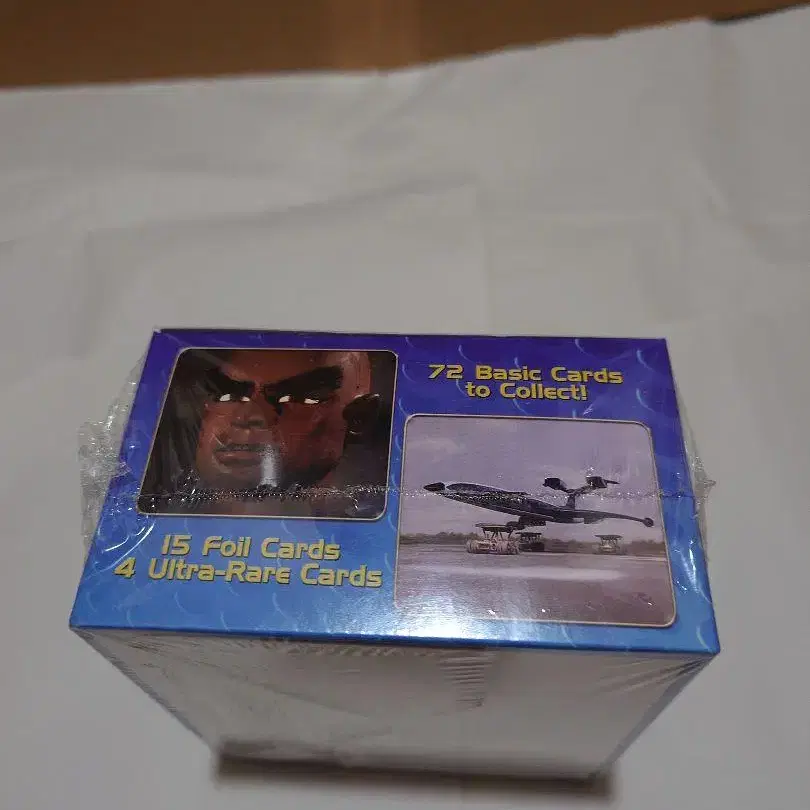 72 Basic Cards
to Collect!
15 Foil Cards
4 Ultra-Rare Cards